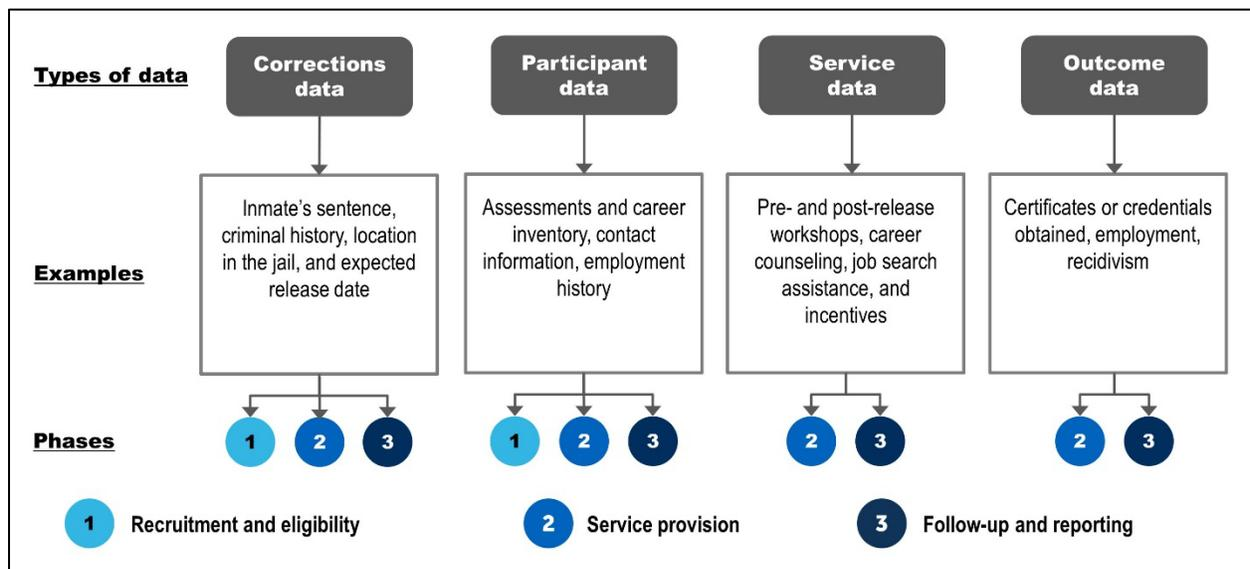 Types of data
Corrections
data
Participant
data
Service
data
Outcome
data
Examples
Inmate's sentence,
criminal history, location
in the jail, and expected
release date
Assessments and career
inventory, contact
information, employment
history
Pre- and post-release
workshops, career
counseling, job search
assistance, and
incentives
Certificates or credentials
obtained, employment,
recidivism
Phases
1 2 3
1 2 3
2 3
2 3
1 Recruitment and eligibility
2 Service provision
3 Follow-up and reporting